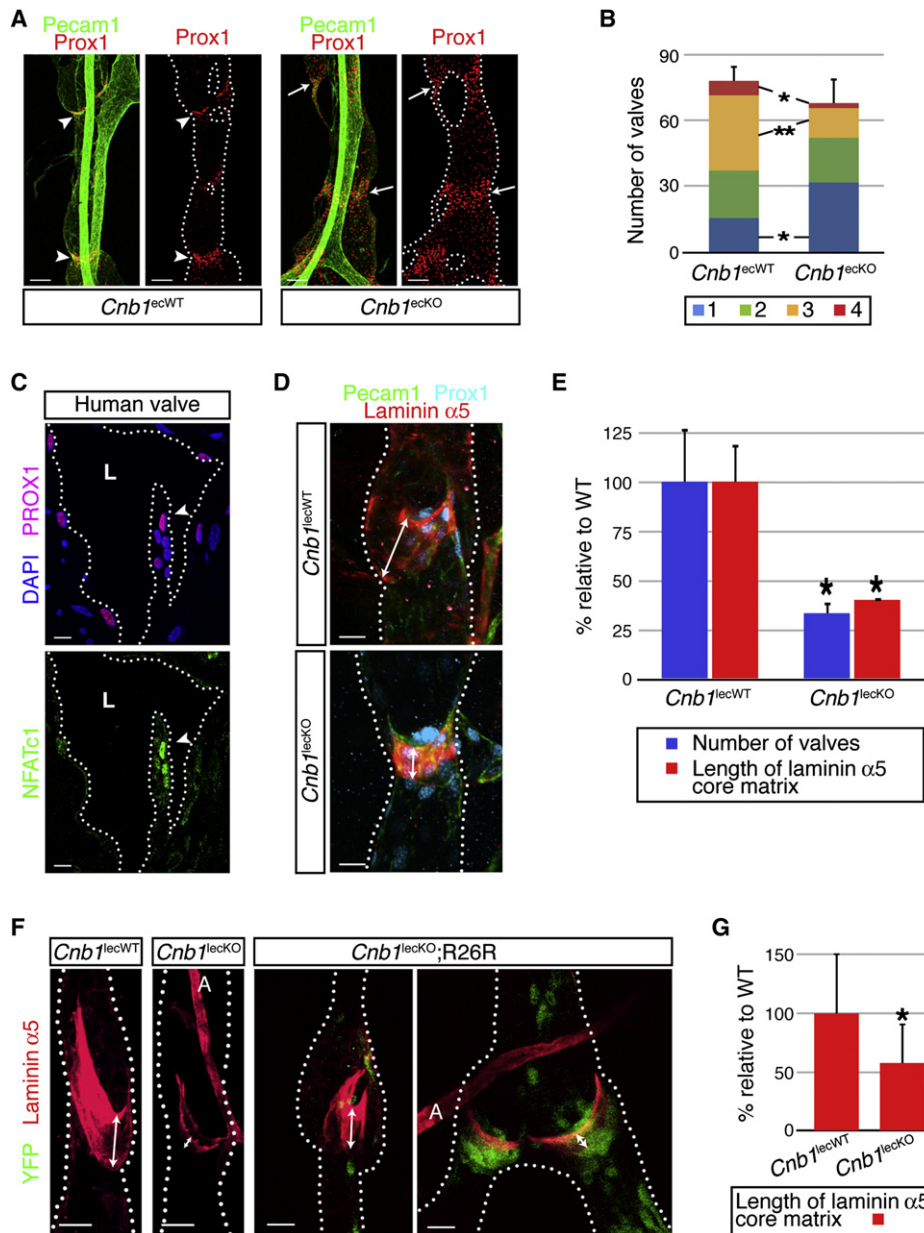 A
Pecam1
Prox1
Prox1
Pecam1
Prox1
Prox1
Cnb1ecWT
Cnb1ecKO
B
Number of valves
90
60
30
0
*
**
*
Cnb1ecWT
Cnb1ecKO
1 2 3 4
C
Human valve
DAPI PROX1
L
NFATc1
L
D
Pecam1 Prox1
Laminin α5
Cnb1lecWT
Cnb1lecKO
E
% relative to WT
125
100
75
50
25
0
* *
Cnb1lecWT
Cnb1lecKO
Number of valves
Length of laminin α5
core matrix
F
Cnb1lecWT
Cnb1lecKO
Cnb1lecKO;R26R
YFP Laminin α5
A
A
G
% relative to WT
150
100
50
0
*
Cnb1lecWT
Cnb1lecKO
Length of laminin α5
core matrix